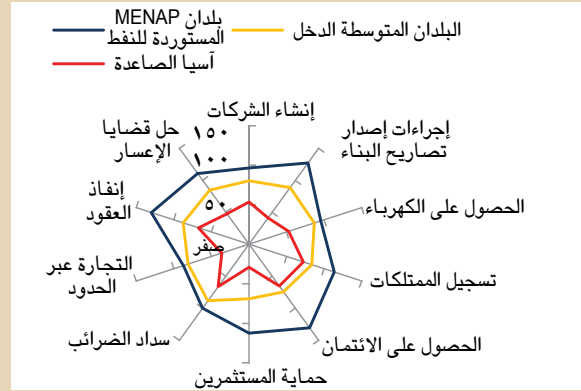 بلدان MENAP
المستوردة للنفط
البلدان المتوسطة الدخل
آسيا الصاعدة
إنشاء الشركات
إجراءات إصدار
تصاريح البناء
الحصول على الكهرباء
تسجيل الممتلكات
الحصول على الائتمان
حماية المستثمرين
سداد الضرائب
التجارة عبر
الحدود
إنفاذ
العقود
حل قضايا
الإعسار
١٥٠
١٠٠
٥٠
صفر